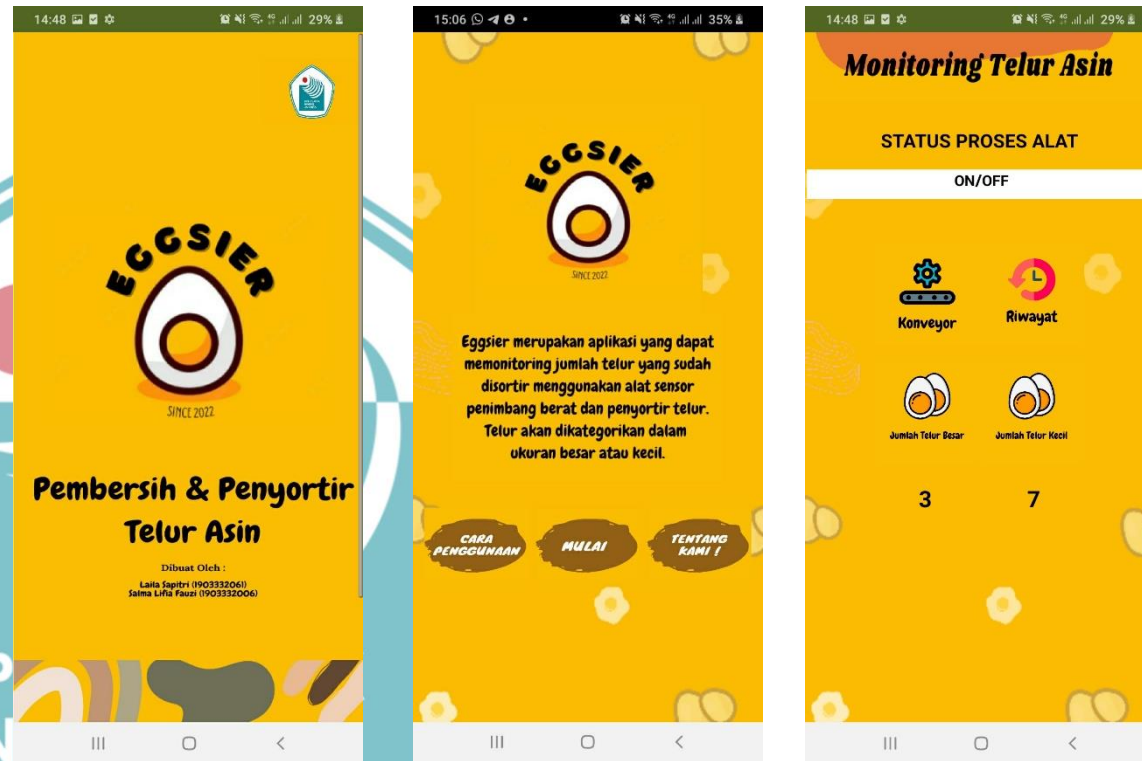 14:48
29%
EGGSIER
SINCE 2022
Pembersih & Penyortir
Telur Asin
Dibuat Oleh :
Laila Sapitri (1903332061)
Salma Lifia Fauzi (1903332006)
15:06
35%
EGGSIER
SINCE 2022
Eggsier merupakan aplikasi yang dapat
memonitoring jumlah telur yang sudah
disortir menggunakan alat sensor
penimbang berat dan penyortir telur.
Telur akan dikategorikan dalam
ukuran besar atau kecil.
CARA
PENGGUNAAN
MULAI
TENTANG
KAMI !
14:48
29%
Monitoring Telur Asin
STATUS PROSES ALAT
ON/OFF
Konveyor
Riwayat
Jumlah Telur Besar
Jumlah Telur Kecil
3
7